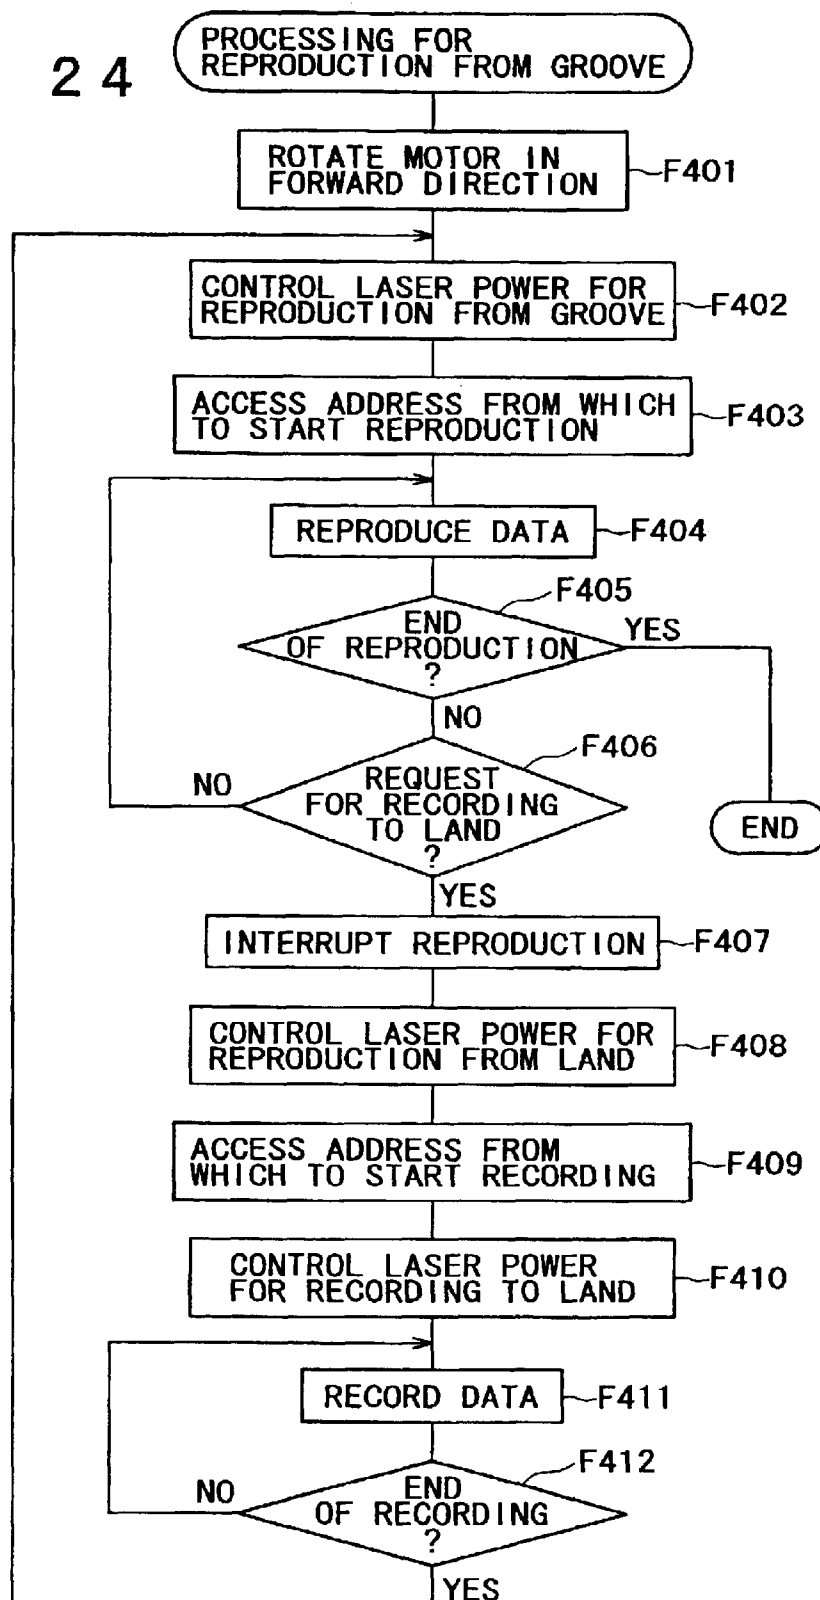 24
PROCESSING FOR
REPRODUCTION FROM GROOVE
ROTATE MOTOR IN
FORWARD DIRECTION
F401
CONTROL LASER POWER FOR
REPRODUCTION FROM GROOVE
F402
ACCESS ADDRESS FROM WHICH
TO START REPRODUCTION
F403
REPRODUCE DATA
F404
F405
END
OF REPRODUCTION
?
YES
NO
F406
REQUEST
FOR RECORDING
TO LAND
?
NO
END
YES
INTERRUPT REPRODUCTION
F407
CONTROL LASER POWER FOR
REPRODUCTION FROM LAND
F408
ACCESS ADDRESS FROM
WHICH TO START RECORDING
F409
CONTROL LASER POWER
FOR RECORDING TO LAND
F410
RECORD DATA
F411
F412
END
OF RECORDING
?
NO
YES